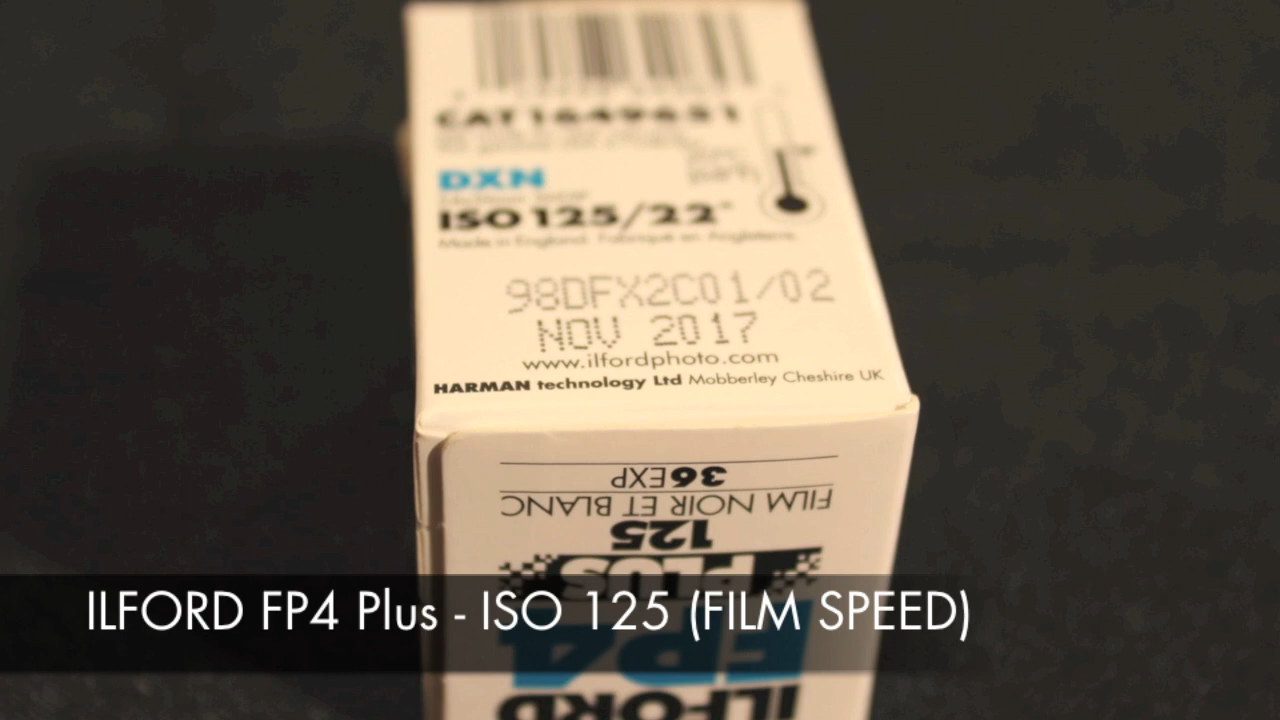 CAT 1649651
DXN
ISO 125/22°
Made in England. Fabriqué en Angleterre.
98DFX2C01/02
NOV 2017
www.ilfordphoto.com
HARMAN technology Ltd Mobberley Cheshire UK
36EXP
FILM NOIR ET BLANC
125
PLUS
FP4
ILFORD
ILFORD FP4 Plus - ISO 125 (FILM SPEED)